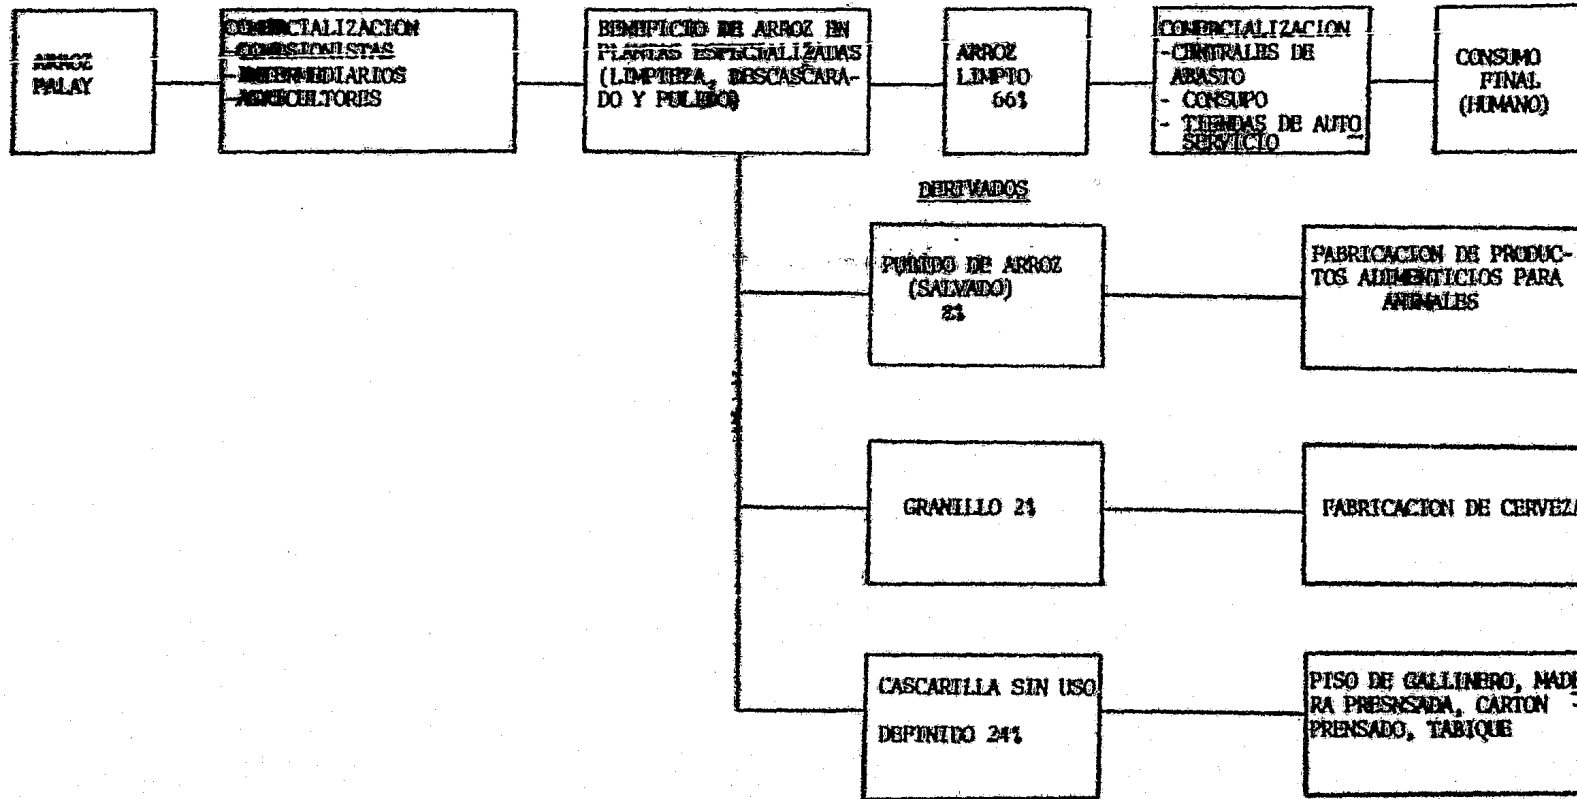 ARROZ
PALAY
COMERCIALIZACION
-COMISIONISTAS
-INTERMEDIARIOS
-AGRICULTORES
BENEFICIO DE ARROZ EN
PLANTAS ESPECIALIZADAS
(LIMPIEZA, DESCASCARA-
DO Y PULIDO)
ARROZ
LIMPIO
66%
COMERCIALIZACION
-CENTRALES DE
ABASTO
- CONSUPO
- TIENDAS DE AUTO
SERVICIO
CONSUMO
FINAL
(HUMANO)
DERIVADOS
PULIDO DE ARROZ
(SALVADO)
8%
FABRICACION DE PRODUC-
TOS ALIMENTICIOS PARA
ANIMALES
GRANILLO 2%
FABRICACION DE CERVEZA
CASCARILLA SIN USO
DEFINIDO 24%
PISO DE GALLINERO, MADE
RA PRESNSADA, CARTON -
PRENSADO, TABIQUE